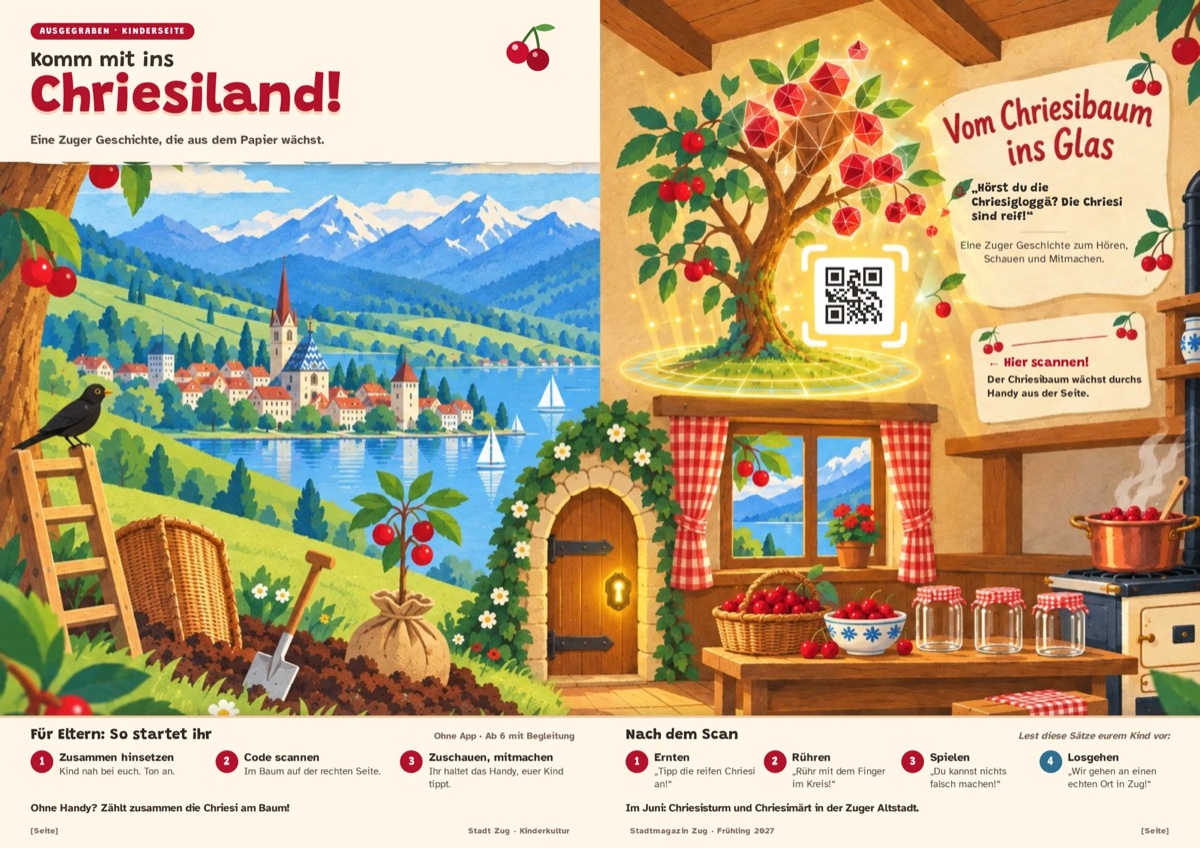 AUSGEGRABEN · KINDERSEITE
Komm mit ins
Chriesiland!
Eine Zuger Geschichte, die aus dem Papier wächst.
Vom Chriesibaum
ins Glas
„Hörst du die
Chriesigloggä? Die Chriesi
sind reif!“
Eine Zuger Geschichte zum Hören,
Schauen und Mitmachen.
← Hier scannen!
Der Chriesibaum wächst durchs
Handy aus der Seite.
Für Eltern: So startet ihr
Ohne App · Ab 6 mit Begleitung
1 Zusammen hinsetzen
Kind nah bei euch. Ton an.
2 Code scannen
Im Baum auf der rechten Seite.
3 Zuschauen, mitmachen
Ihr haltet das Handy, euer Kind
tippt.
Ohne Handy? Zählt zusammen die Chriesi am Baum!
[Seite]
Stadt Zug · Kinderkultur
Nach dem Scan
Lest diese Sätze eurem Kind vor:
1 Ernten
„Tipp die reifen Chriesi
an!“
2 Rühren
„Rühr mit dem Finger
im Kreis!“
3 Spielen
„Du kannst nichts
falsch machen!“
4 Losgehen
„Wir gehen an einen
echten Ort in Zug!“
Im Juni: Chriesisturm und Chriesimärt in der Zuger Altstadt.
Stadtmagazin Zug · Frühling 2027
[Seite]